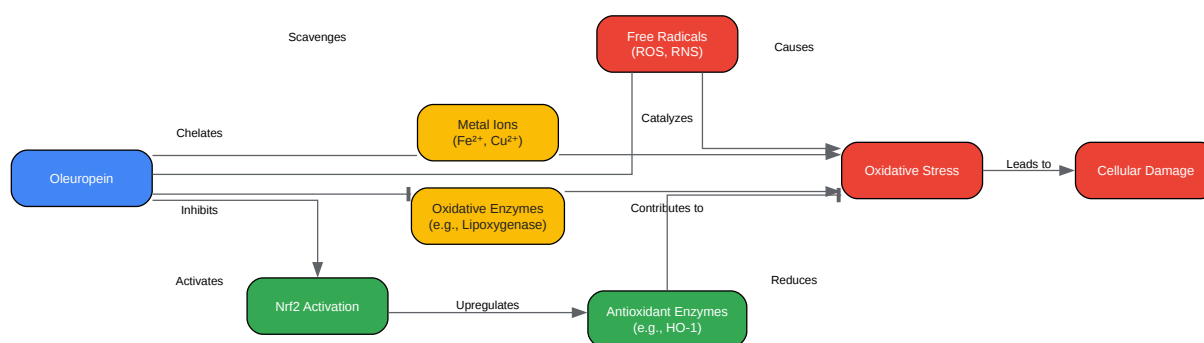 Scavenges
Free Radicals
(ROS, RNS)
Causes
Chelates
Metal Ions
(Fe²⁺, Cu²⁺)
Catalyzes
Oleuropein
Oxidative Stress
Leads to
Cellular Damage
Inhibits
Oxidative Enzymes
(e.g., Lipoxygenase)
Contributes to
Activates
Nrf2 Activation
Upregulates
Antioxidant Enzymes
(e.g., HO-1)
Reduces